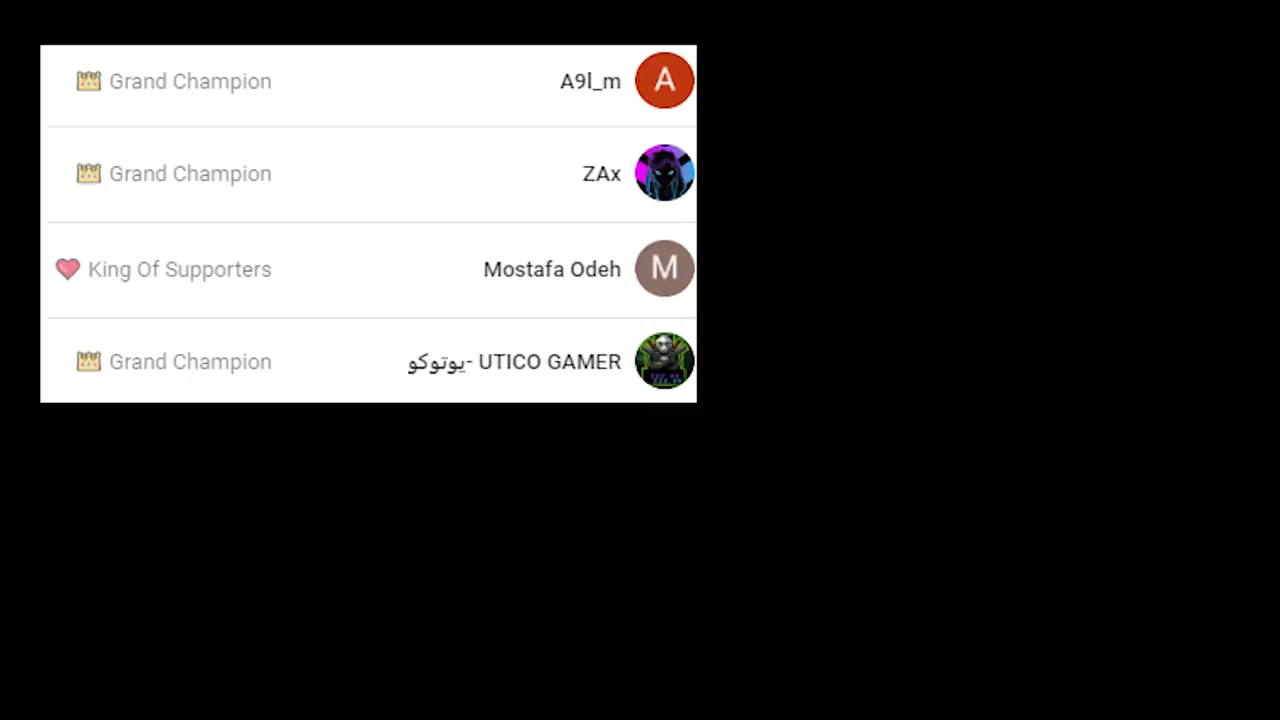 👑 Grand Champion A9l_m A
👑 Grand Champion ZAx
❤️ King Of Supporters Mostafa Odeh M
👑 Grand Champion يوتوكو- UTICO GAMER